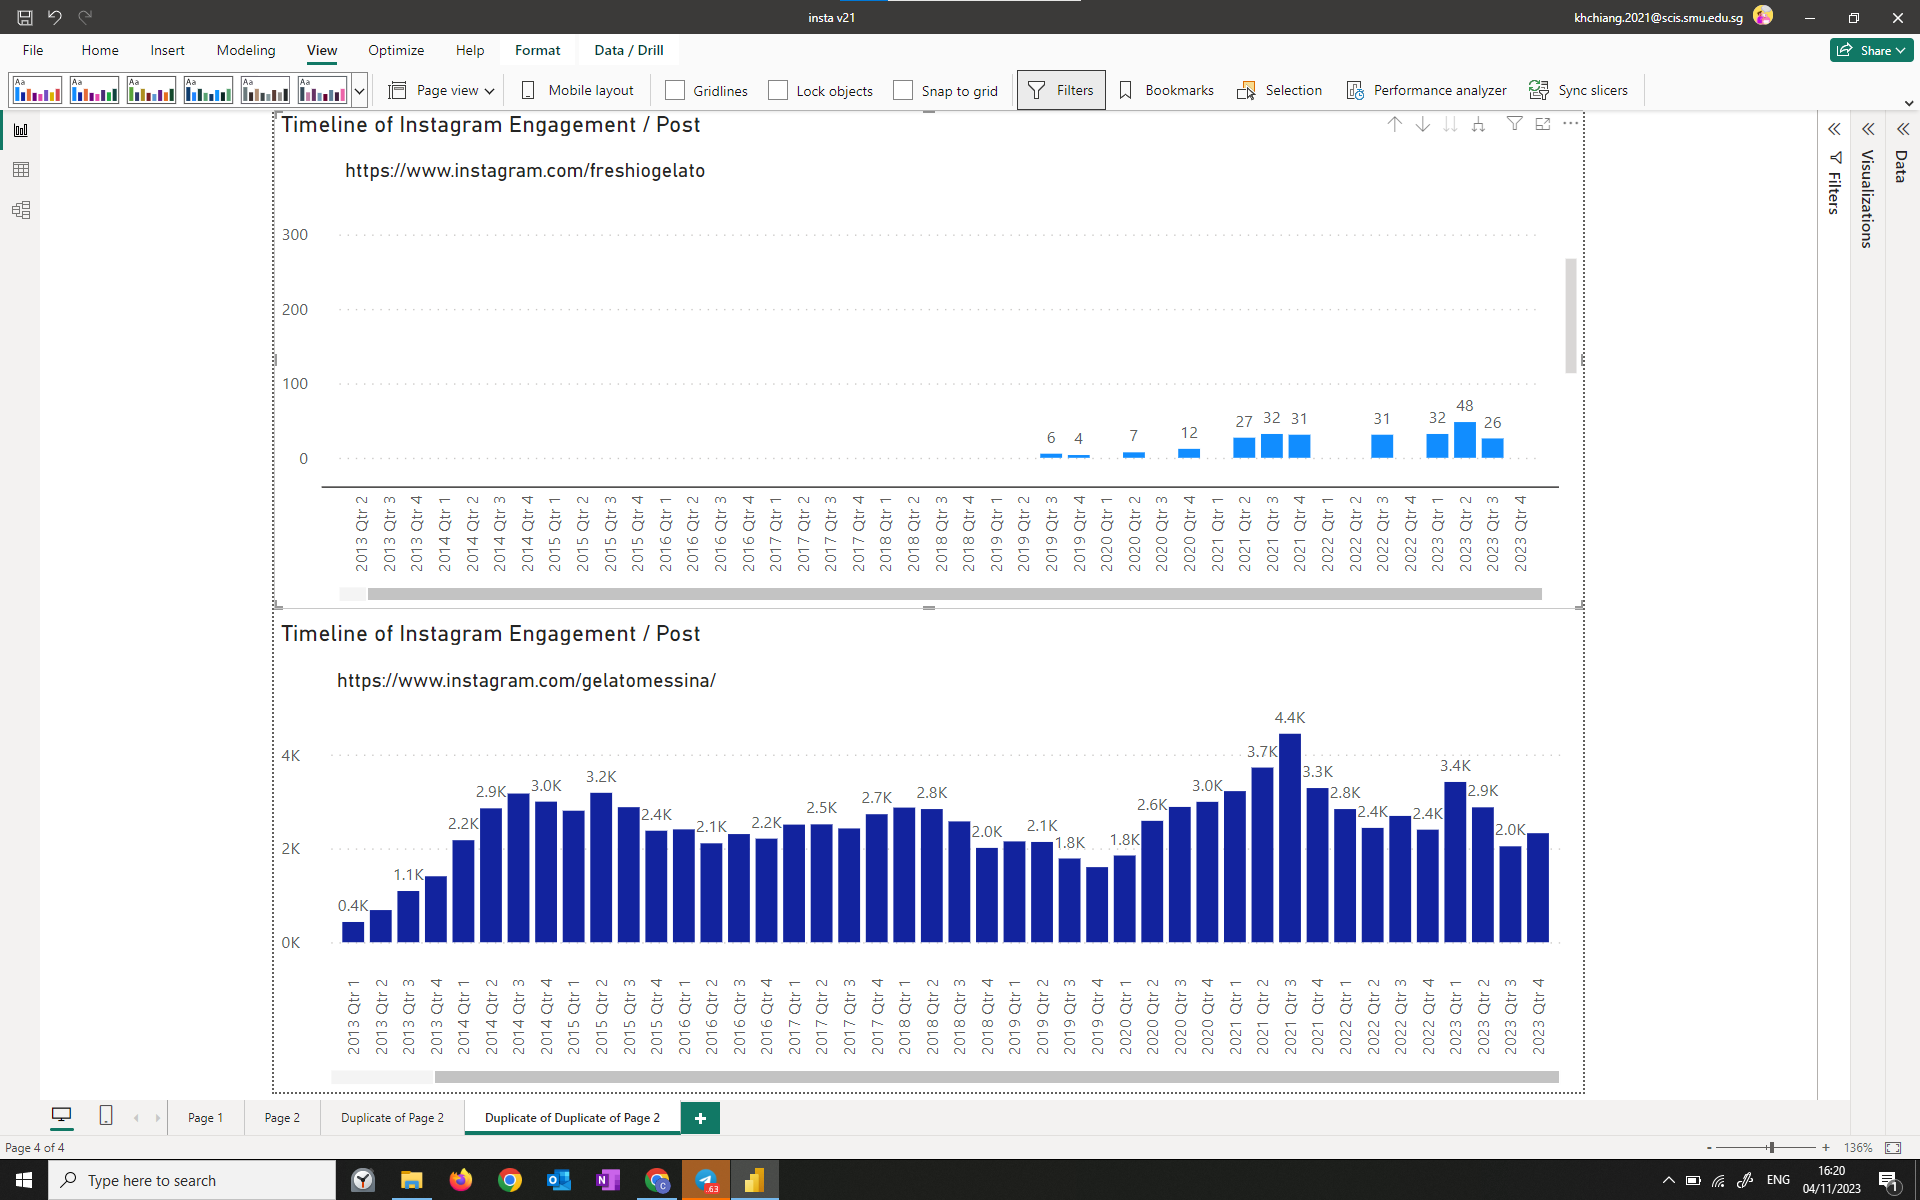 insta v21
khchiang.2021@scis.smu.edu.sg
File Home Insert Modeling View Optimize Help Format Data / Drill
Share
Aa Aa Aa Aa Aa Aa
Page view Mobile layout Gridlines Lock objects Snap to grid Filters Bookmarks Selection Performance analyzer Sync slicers
Timeline of Instagram Engagement / Post
https://www.instagram.com/freshiogelato
300
200
100
0
6 4 7 12 27 32 31 31 32 48 26
2013 Qtr 2
2013 Qtr 3
2013 Qtr 4
2014 Qtr 1
2014 Qtr 2
2014 Qtr 3
2014 Qtr 4
2015 Qtr 1
2015 Qtr 2
2015 Qtr 3
2015 Qtr 4
2016 Qtr 1
2016 Qtr 2
2016 Qtr 3
2016 Qtr 4
2017 Qtr 1
2017 Qtr 2
2017 Qtr 3
2017 Qtr 4
2018 Qtr 1
2018 Qtr 2
2018 Qtr 3
2018 Qtr 4
2019 Qtr 1
2019 Qtr 2
2019 Qtr 3
2019 Qtr 4
2020 Qtr 1
2020 Qtr 2
2020 Qtr 3
2020 Qtr 4
2021 Qtr 1
2021 Qtr 2
2021 Qtr 3
2021 Qtr 4
2022 Qtr 1
2022 Qtr 2
2022 Qtr 3
2022 Qtr 4
2023 Qtr 1
2023 Qtr 2
2023 Qtr 3
2023 Qtr 4
Filters
Visualizations
Data
Timeline of Instagram Engagement / Post
https://www.instagram.com/gelatomessina/
4K
2K
0K
0.4K 1.1K 2.2K 2.9K 3.0K 3.2K 2.4K 2.1K 2.2K 2.5K 2.7K 2.8K 2.0K 2.1K 1.8K 1.8K 2.6K 3.0K 3.7K 4.4K 3.3K 2.8K 2.4K 2.4K 3.4K 2.9K 2.0K
2013 Qtr 1
2013 Qtr 2
2013 Qtr 3
2013 Qtr 4
2014 Qtr 1
2014 Qtr 2
2014 Qtr 3
2014 Qtr 4
2015 Qtr 1
2015 Qtr 2
2015 Qtr 3
2015 Qtr 4
2016 Qtr 1
2016 Qtr 2
2016 Qtr 3
2016 Qtr 4
2017 Qtr 1
2017 Qtr 2
2017 Qtr 3
2017 Qtr 4
2018 Qtr 1
2018 Qtr 2
2018 Qtr 3
2018 Qtr 4
2019 Qtr 1
2019 Qtr 2
2019 Qtr 3
2019 Qtr 4
2020 Qtr 1
2020 Qtr 2
2020 Qtr 3
2020 Qtr 4
2021 Qtr 1
2021 Qtr 2
2021 Qtr 3
2021 Qtr 4
2022 Qtr 1
2022 Qtr 2
2022 Qtr 3
2022 Qtr 4
2023 Qtr 1
2023 Qtr 2
2023 Qtr 3
2023 Qtr 4
Page 1 Page 2 Duplicate of Page 2 Duplicate of Duplicate of Page 2
Page 4 of 4
136%
Type here to search
63
ENG
16:20
04/11/2023
1